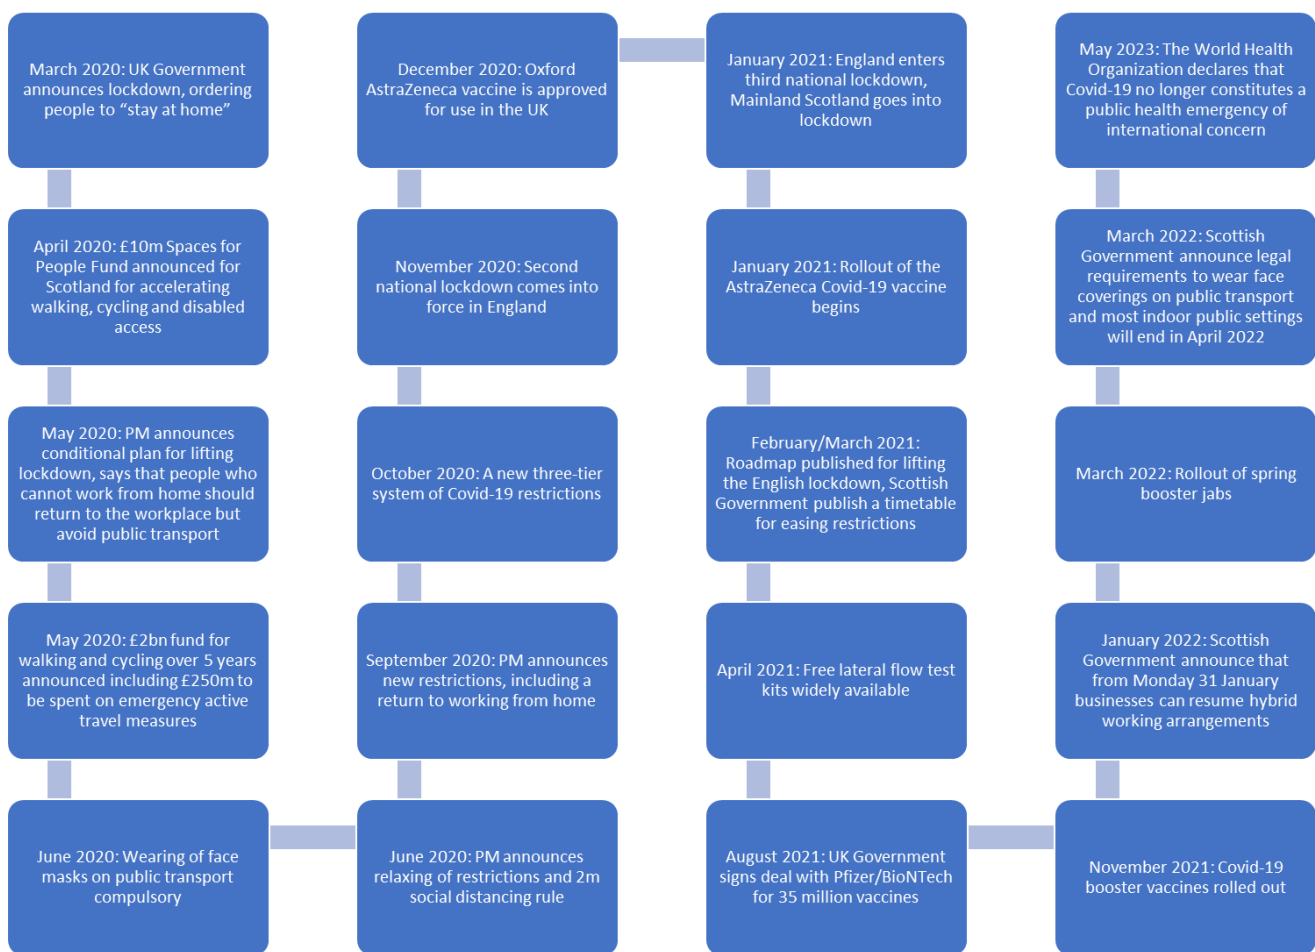 March 2020: UK Government
announces lockdown, ordering
people to “stay at home”
April 2020: £10m Spaces for
People Fund announced for
Scotland for accelerating
walking, cycling and disabled
access
May 2020: PM announces
conditional plan for lifting
lockdown, says that people who
cannot work from home should
return to the workplace but
avoid public transport
May 2020: £2bn fund for
walking and cycling over 5 years
announced including £250m to
be spent on emergency active
travel measures
June 2020: Wearing of face
masks on public transport
compulsory
June 2020: PM announces
relaxing of restrictions and 2m
social distancing rule
September 2020: PM announces
new restrictions, including a
return to working from home
October 2020: A new three-tier
system of Covid-19 restrictions
November 2020: Second
national lockdown comes into
force in England
December 2020: Oxford
AstraZeneca vaccine is approved
for use in the UK
January 2021: England enters
third national lockdown,
Mainland Scotland goes into
lockdown
January 2021: Rollout of the
AstraZeneca Covid-19 vaccine
begins
February/March 2021:
Roadmap published for lifting
the English lockdown, Scottish
Government publish a timetable
for easing restrictions
April 2021: Free lateral flow test
kits widely available
August 2021: UK Government
signs deal with Pfizer/BioNTech
for 35 million vaccines
November 2021: Covid-19
booster vaccines rolled out
January 2022: Scottish
Government announce that
from Monday 31 January
businesses can resume hybrid
working arrangements
March 2022: Rollout of spring
booster jabs
March 2022: Scottish
Government announce legal
requirements to wear face
coverings on public transport
and most indoor public settings
will end in April 2022
May 2023: The World Health
Organization declares that
Covid-19 no longer constitutes a
public health emergency of
international concern